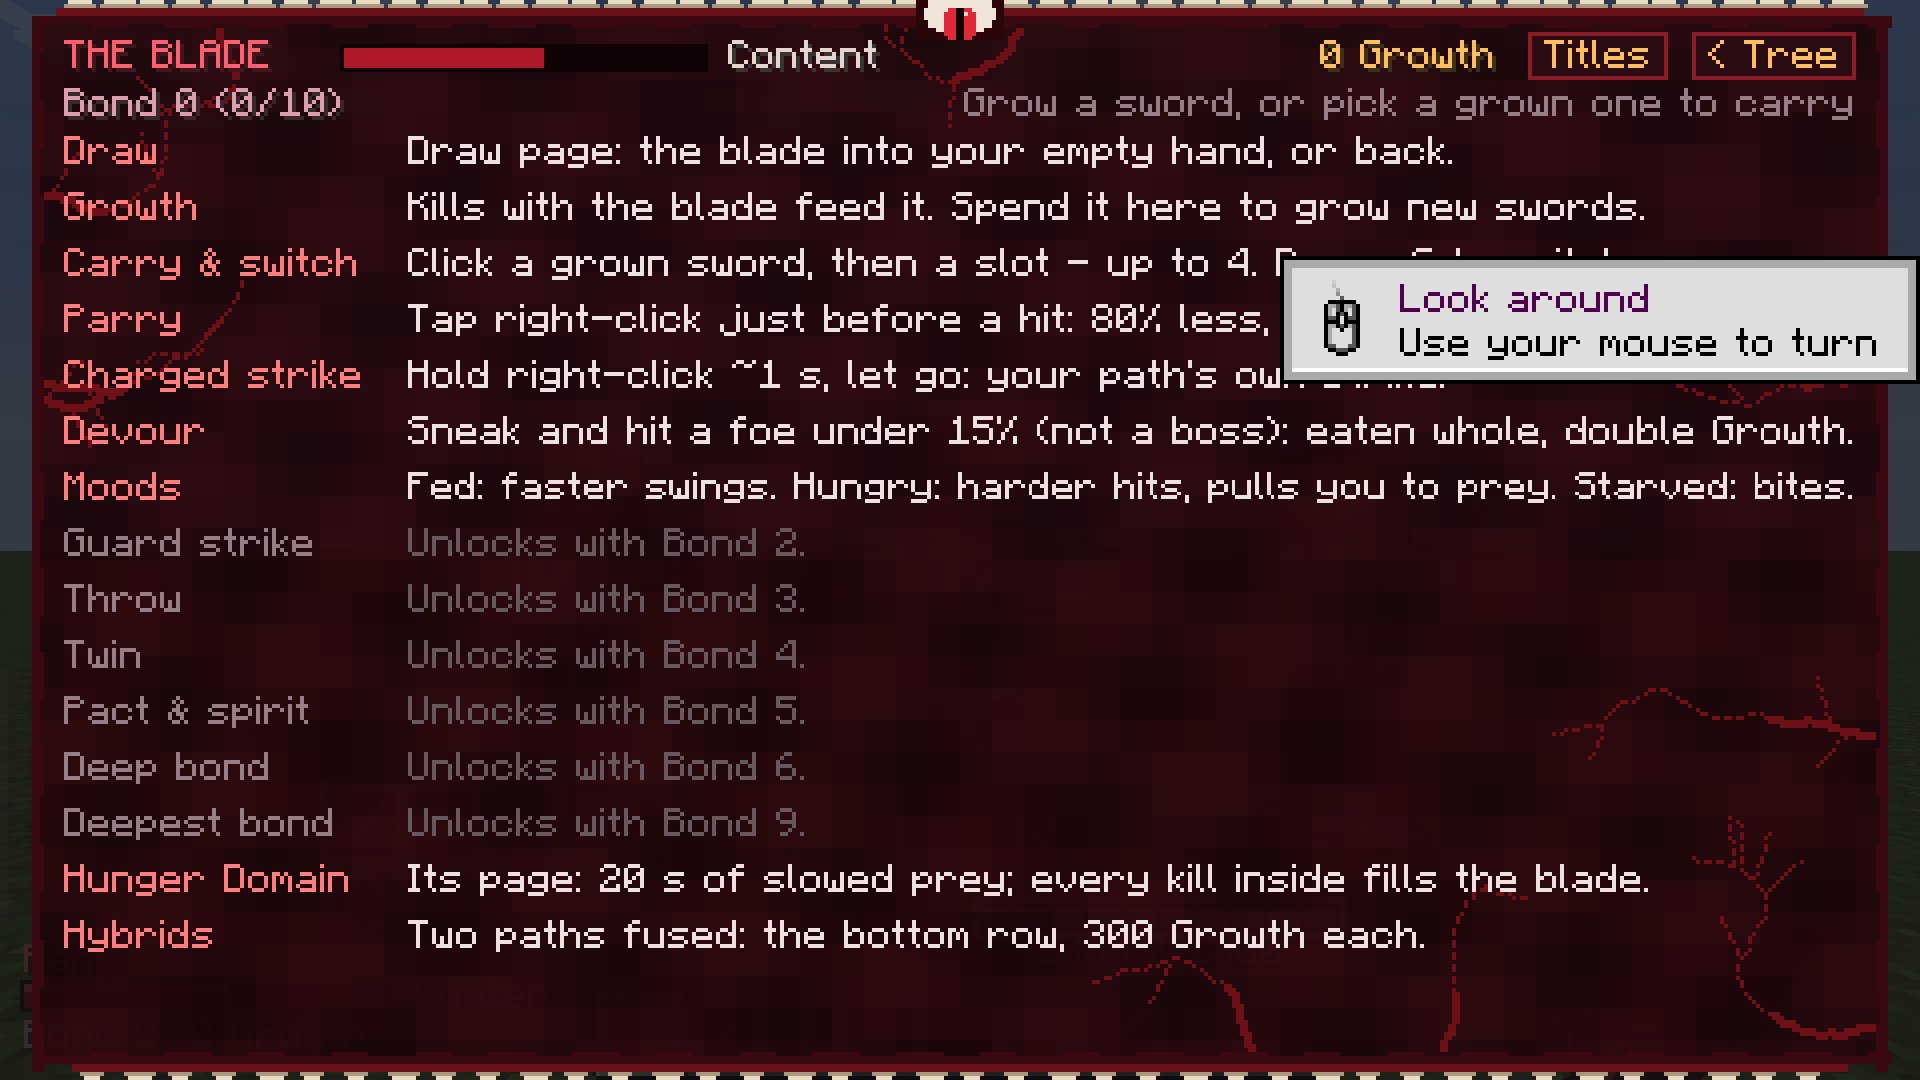 THE BLADE Content 0 Growth Titles < Tree
Bond 0 (0/10) Grow a sword, or pick a grown one to carry
Draw Draw page: the blade into your empty hand, or back.
Growth Kills with the blade feed it. Spend it here to grow new swords.
Carry & switch Click a grown sword, then a slot - up to 4.
Look around
Parry Tap right-click just before a hit: 80% less,
Use your mouse to turn
Charged strike Hold right-click ~1 s, let go: your path's
Devour Sneak and hit a foe under 15% (not a boss): eaten whole, double Growth.
Moods Fed: faster swings. Hungry: harder hits, pulls you to prey. Starved: bites.
Guard strike Unlocks with Bond 2.
Throw Unlocks with Bond 3.
Twin Unlocks with Bond 4.
Pact & spirit Unlocks with Bond 5.
Deep bond Unlocks with Bond 6.
Deepest bond Unlocks with Bond 9.
Hunger Domain Its page: 20 s of slowed prey; every kill inside fills the blade.
Hybrids Two paths fused: the bottom row, 300 Growth each.